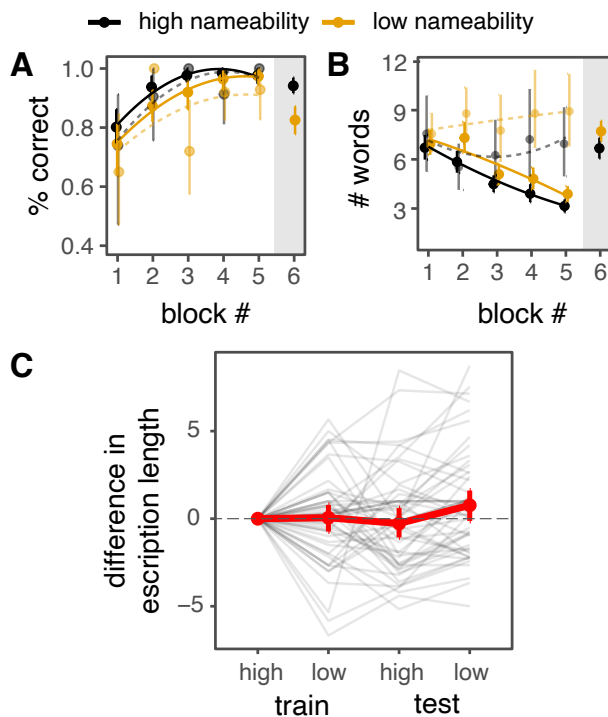 high nameability low nameability
A
B
% correct
1.0
0.8
0.6
0.4
1 2 3 4 5 6
block #
# words
12
9
6
3
1 2 3 4 5 6
block #
C
difference in
escription length
5
0
−5
high low high low
train test